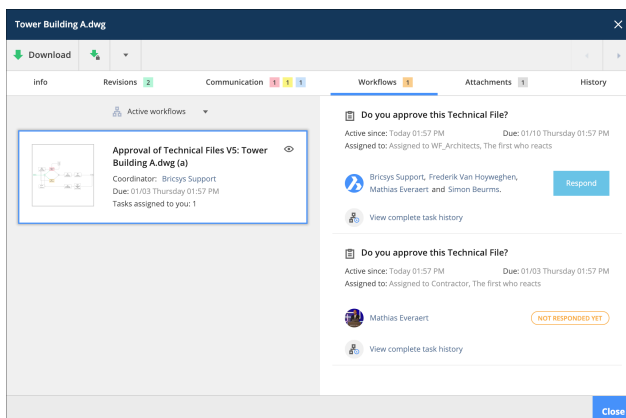 Tower Building A.dwg
Download
info
Revisions 2
Communication 1 1 1
Workflows 1
Attachments 1
History
Active workflows
Approval of Technical Files V5: Tower
Building A.dwg (a)
Coordinator: Bricsys Support
Due: 01/03 Thursday 01:57 PM
Tasks assigned to you: 1
Do you approve this Technical File?
Active since: Today 01:57 PM Due: 01/10 Thursday 01:57 PM
Assigned to: Assigned to WF_Architects, The first who reacts
Bricsys Support, Frederik Van Hoyweghen,
Mathias Everaert and Simon Beurms.
Respond
View complete task history
Do you approve this Technical File?
Active since: Today 01:57 PM Due: 01/03 Thursday 01:57 PM
Assigned to: Assigned to Contractor, The first who reacts
Mathias Everaert
NOT RESPONDED YET
View complete task history
Close